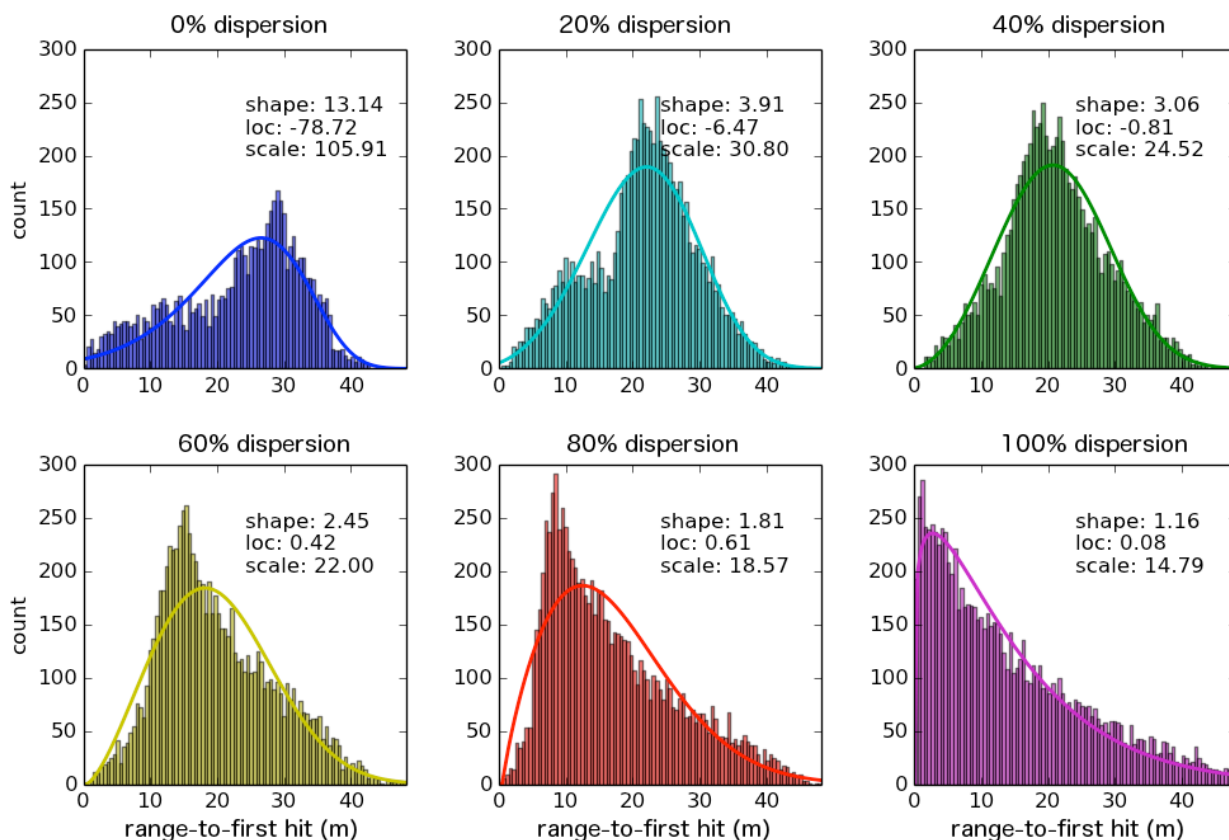 0% dispersion
300
250
200
150
100
50
0
count
shape: 13.14
loc: -78.72
scale: 105.91
0 10 20 30 40
20% dispersion
300
250
200
150
100
50
0
shape: 3.91
loc: -6.47
scale: 30.80
0 10 20 30 40
40% dispersion
300
250
200
150
100
50
0
shape: 3.06
loc: -0.81
scale: 24.52
0 10 20 30 40
60% dispersion
300
250
200
150
100
50
0
count
shape: 2.45
loc: 0.42
scale: 22.00
0 10 20 30 40
range-to-first hit (m)
80% dispersion
300
250
200
150
100
50
0
shape: 1.81
loc: 0.61
scale: 18.57
0 10 20 30 40
range-to-first hit (m)
100% dispersion
300
250
200
150
100
50
0
shape: 1.16
loc: 0.08
scale: 14.79
0 10 20 30 40
range-to-first hit (m)